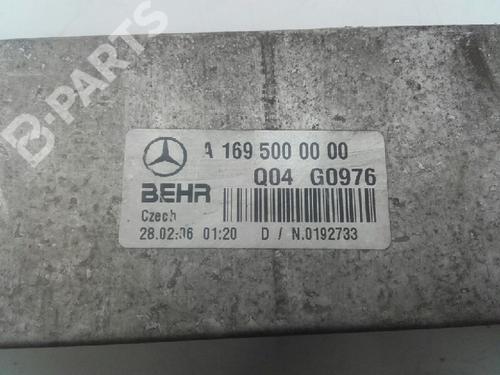 B-PARTS
A 169 500 00 00
BEHR
Q04 G0976
Czech
28.02.06 01:20 D / N.0192733